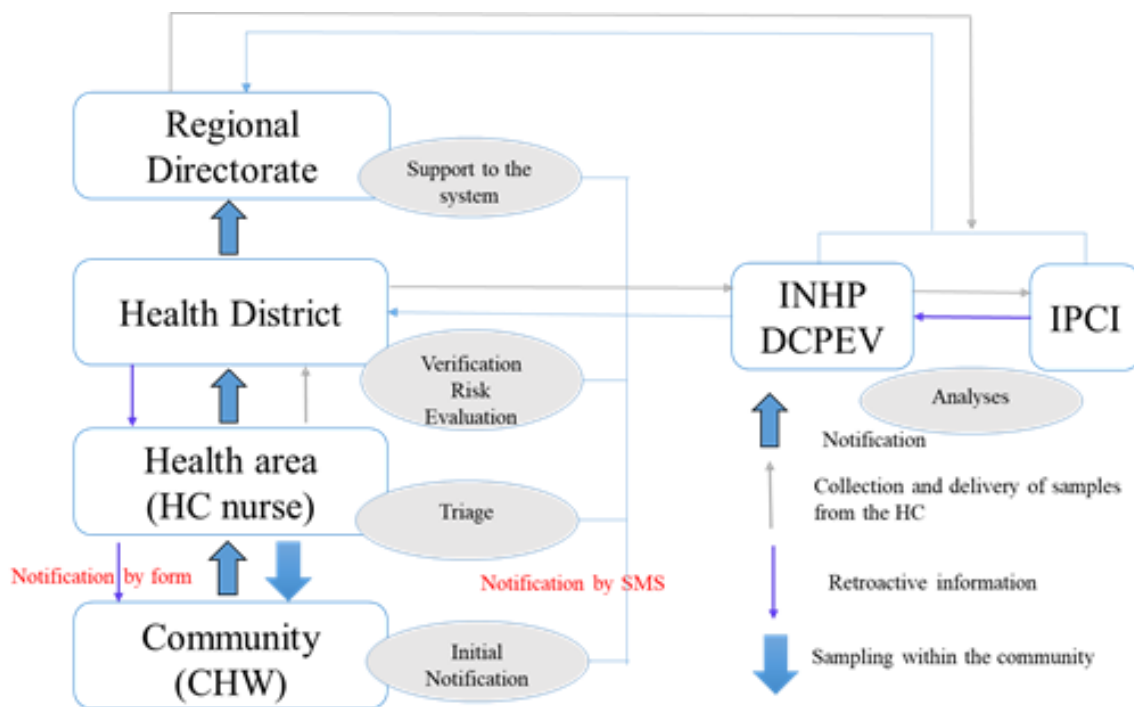 Regional
Directorate
Support to the
system
Health District
INHP
DCPEV
IPCI
Verification
Risk
Evaluation
Analyses
Notification
Health area
(HC nurse)
Triage
Collection and delivery of samples
from the HC
Notification by form
Notification by SMS
Retroactive information
Community
(CHW)
Initial
Notification
Sampling within the community